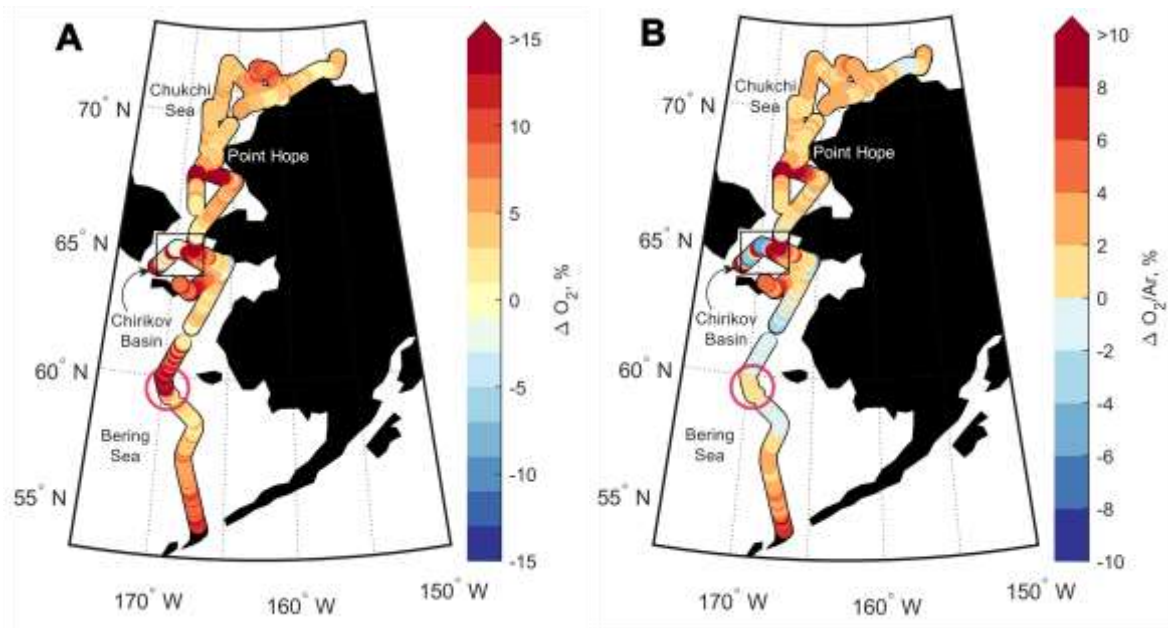 A
Chukchi
Sea
70° N
Point Hope
65° N
Chirikov
Basin
60° N
Bering
Sea
55° N
170° W
160° W
150° W
>15
10
5
0
-5
-10
-15
Δ O2, %
B
Chukchi
Sea
70° N
Point Hope
65° N
Chirikov
Basin
60° N
Bering
Sea
55° N
170° W
160° W
150° W
>10
8
6
4
2
0
-2
-4
-6
-8
-10
Δ O2/Ar, %